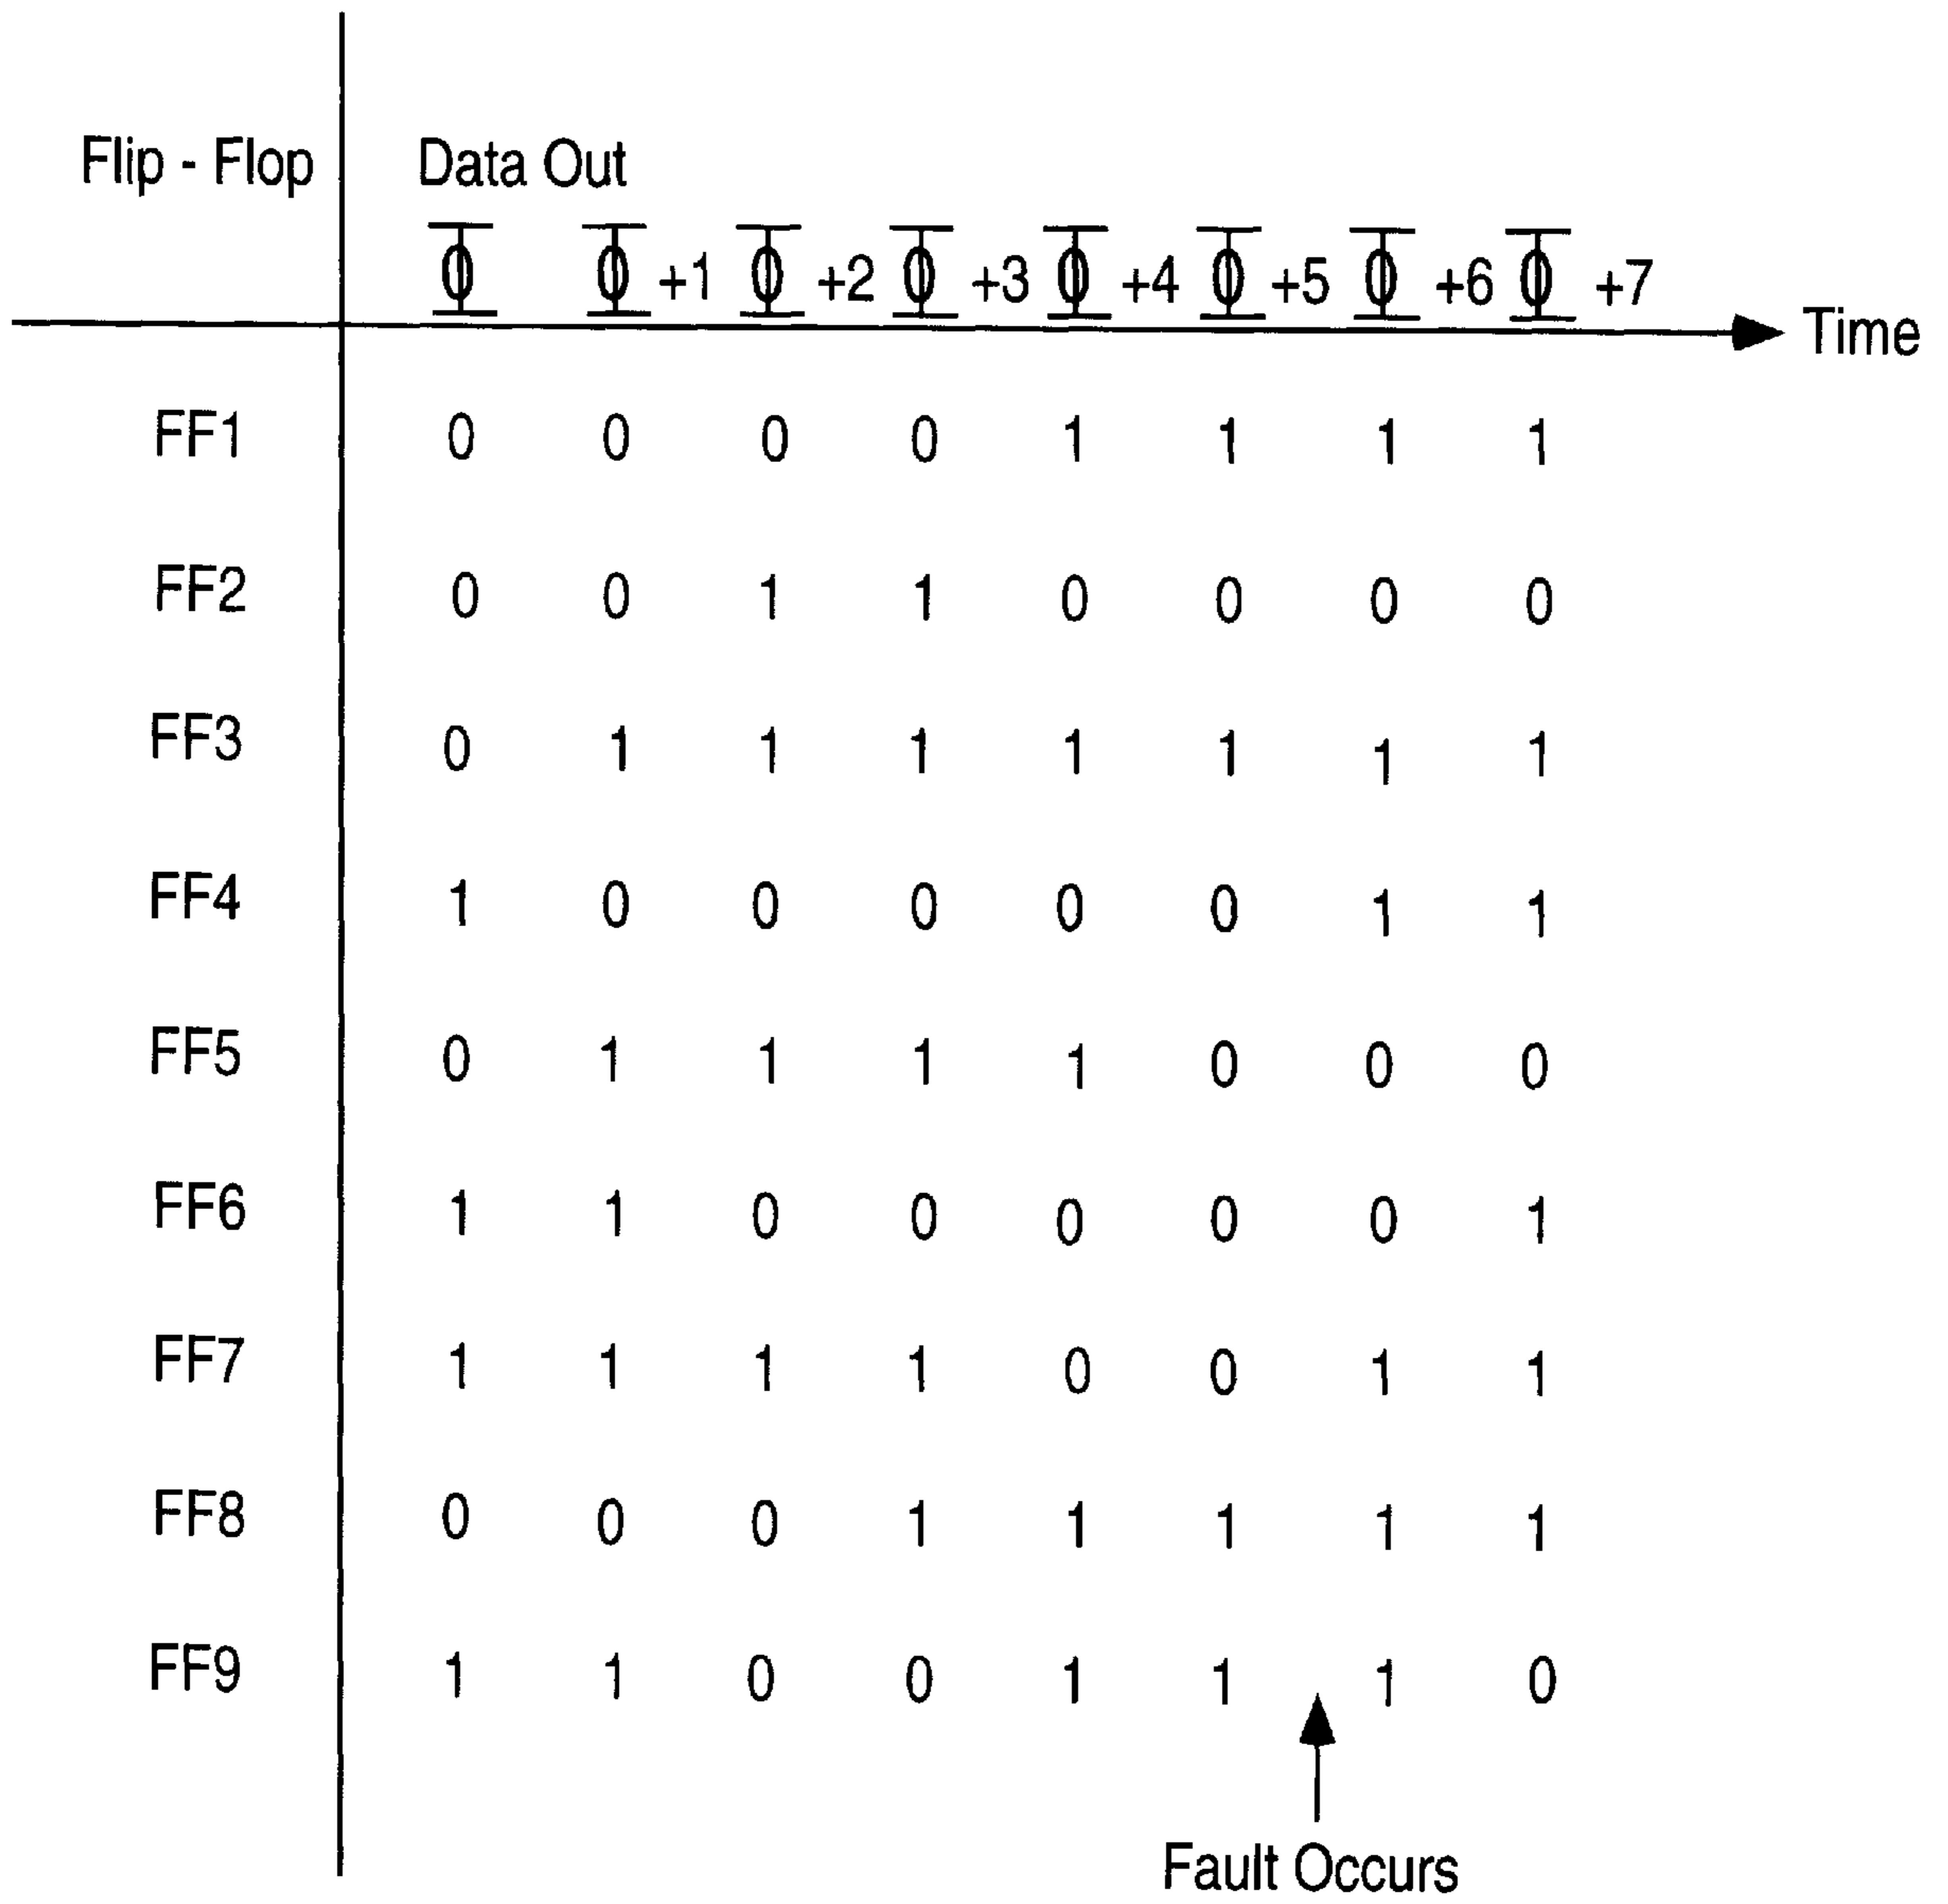 Flip - Flop Data Out
Φ Φ +1 Φ +2 Φ +3 Φ +4 Φ +5 Φ +6 Φ +7
Time
FF1 0 0 0 0 1 1 1 1
FF2 0 0 1 1 0 0 0 0
FF3 0 1 1 1 1 1 1 1
FF4 1 0 0 0 0 0 1 1
FF5 0 1 1 1 1 0 0 0
FF6 1 1 0 0 0 0 0 1
FF7 1 1 1 1 0 0 1 1
FF8 0 0 0 1 1 1 1 1
FF9 1 1 0 0 1 1 1 0
Fault Occurs